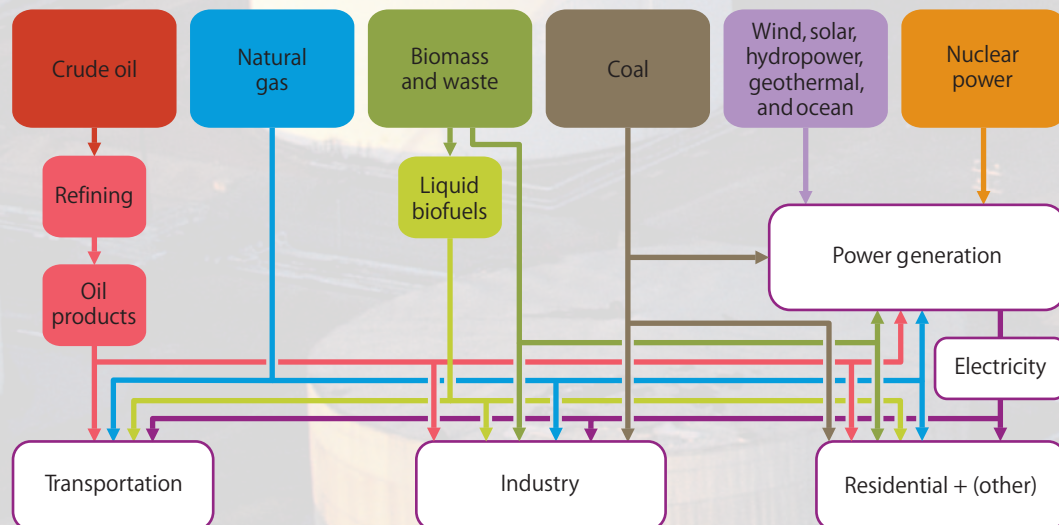 Crude oil
Natural
gas
Biomass
and waste
Coal
Wind, solar,
hydropower,
geothermal,
and ocean
Nuclear
power
Refining
Liquid
biofuels
Power generation
Oil
products
Electricity
Transportation
Industry
Residential + (other)